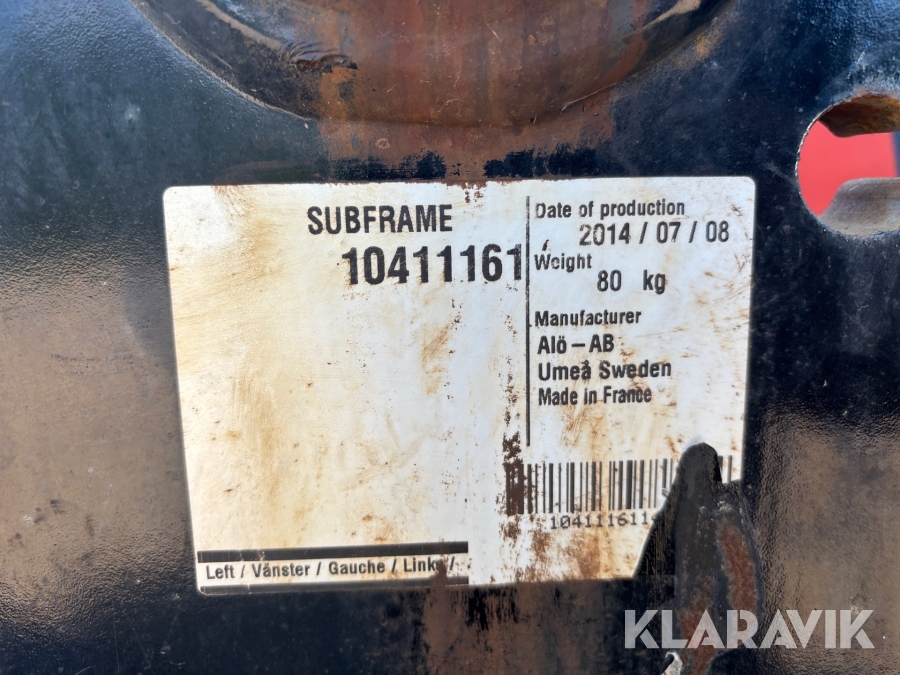 SUBFRAME
10411161
Date of production
2014 / 07 / 08
Weight
80 kg
Manufacturer
Alö - AB
Umeå Sweden
Made in France
104111611
Left / Vänster / Gauche / Links /
KLARAVIK